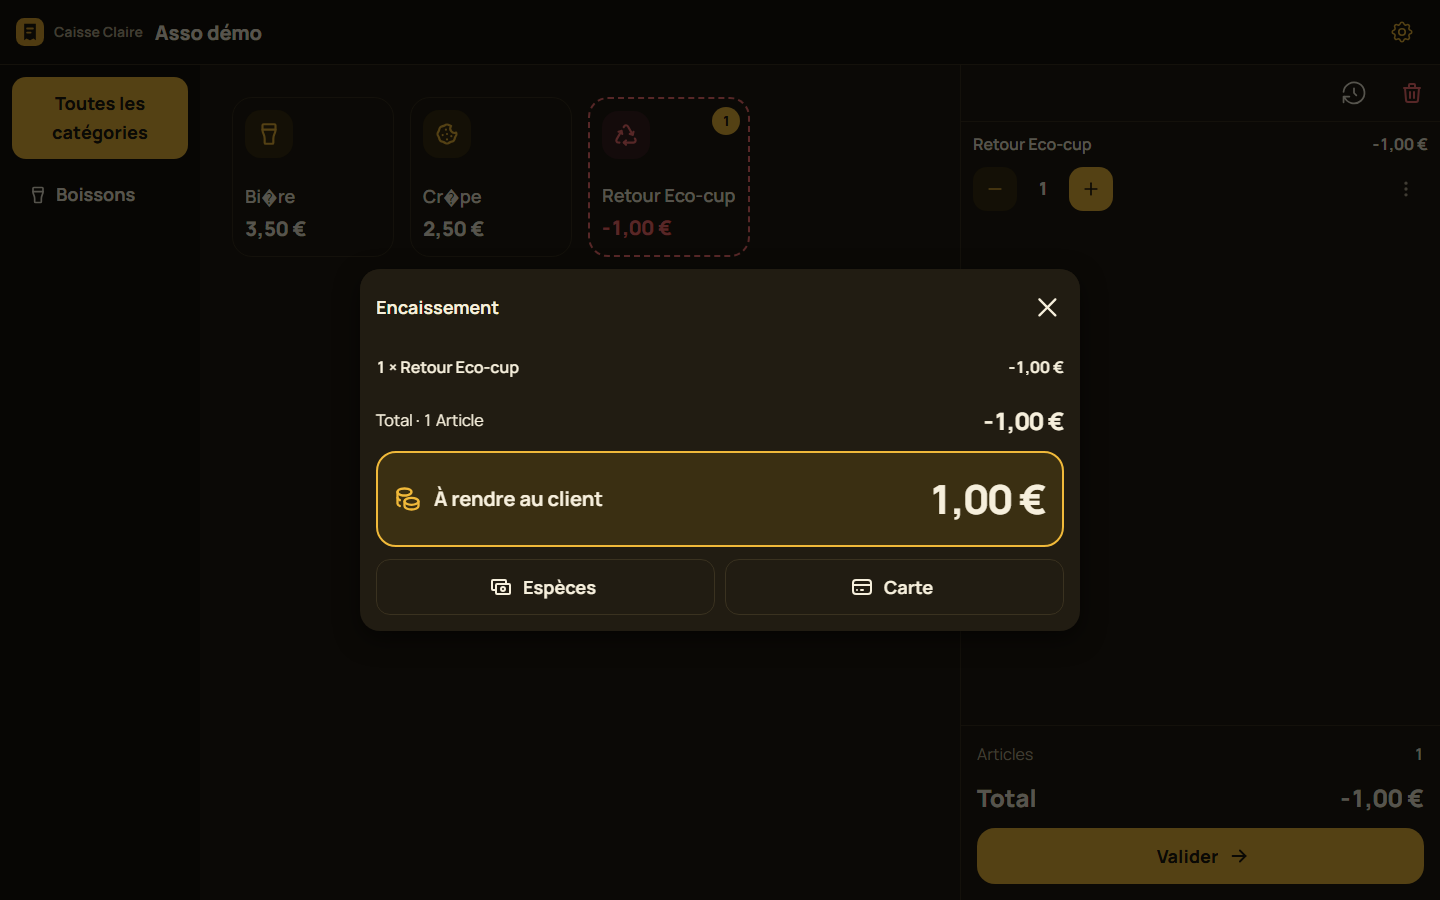 Caisse Claire Asso démo
Toutes les
catégories
Boissons
Bi�re
3,50 €
Cr�pe
2,50 €
1
Retour Eco-cup
-1,00 €
Retour Eco-cup -1,00 €
1
Encaissement
1 × Retour Eco-cup -1,00 €
Total · 1 Article -1,00 €
À rendre au client 1,00 €
Espèces
Carte
Articles 1
Total -1,00 €
Valider